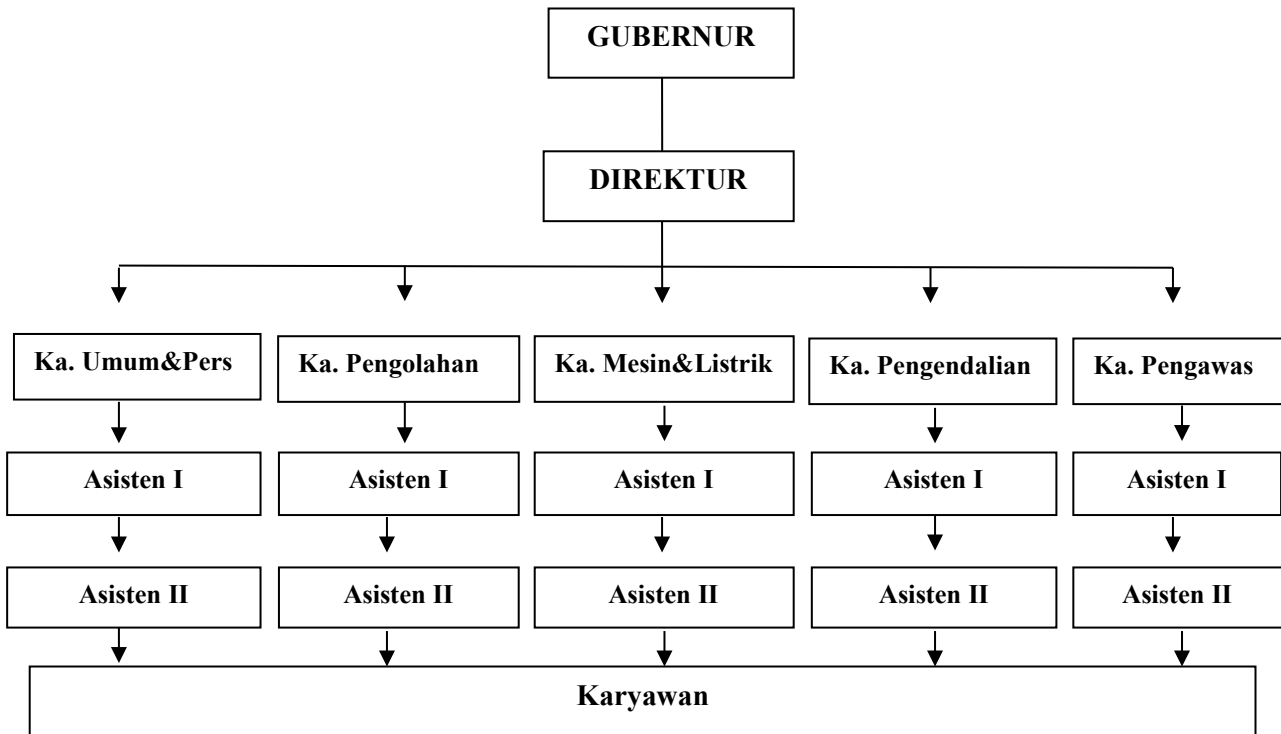 GUBERNUR
DIREKTUR
Ka. Umum&Pers
Ka. Pengolahan
Ka. Mesin&Listrik
Ka. Pengendalian
Ka. Pengawas
Asisten I
Asisten I
Asisten I
Asisten I
Asisten I
Asisten II
Asisten II
Asisten II
Asisten II
Asisten II
Karyawan